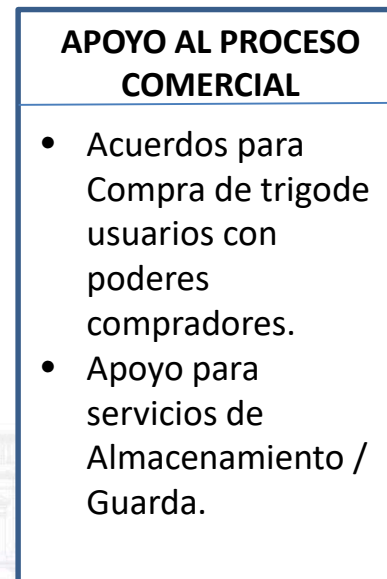 APOYO AL PROCESO
COMERCIAL
• Acuerdos para
Compra de trigode
usuarios con
poderes
compradores.
• Apoyo para
servicios de
Almacenamiento /
Guarda.